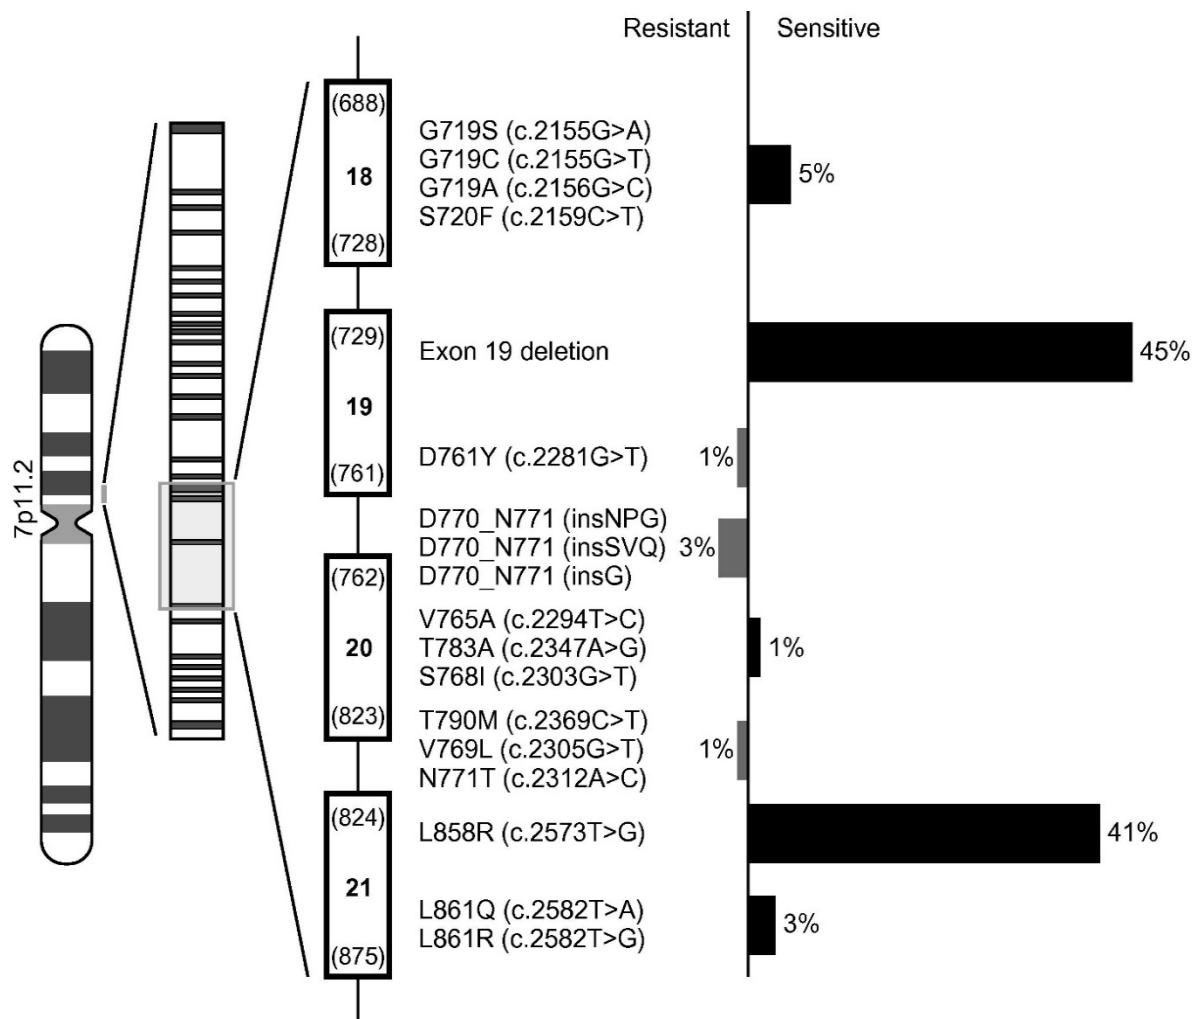 Resistant Sensitive
(688)
18
(728)
G719S (c.2155G>A)
G719C (c.2155G>T)
G719A (c.2156G>C)
S720F (c.2159C>T)
5%
7p11.2
(729)
19
(761)
Exon 19 deletion
45%
D761Y (c.2281G>T)
1%
D770_N771 (insNPG)
D770_N771 (insSVQ)
D770_N771 (insG)
3%
(762)
20
(823)
V765A (c.2294T>C)
T783A (c.2347A>G)
S768I (c.2303G>T)
1%
T790M (c.2369C>T)
V769L (c.2305G>T)
N771T (c.2312A>C)
1%
(824)
21
(875)
L858R (c.2573T>G)
41%
L861Q (c.2582T>A)
L861R (c.2582T>G)
3%